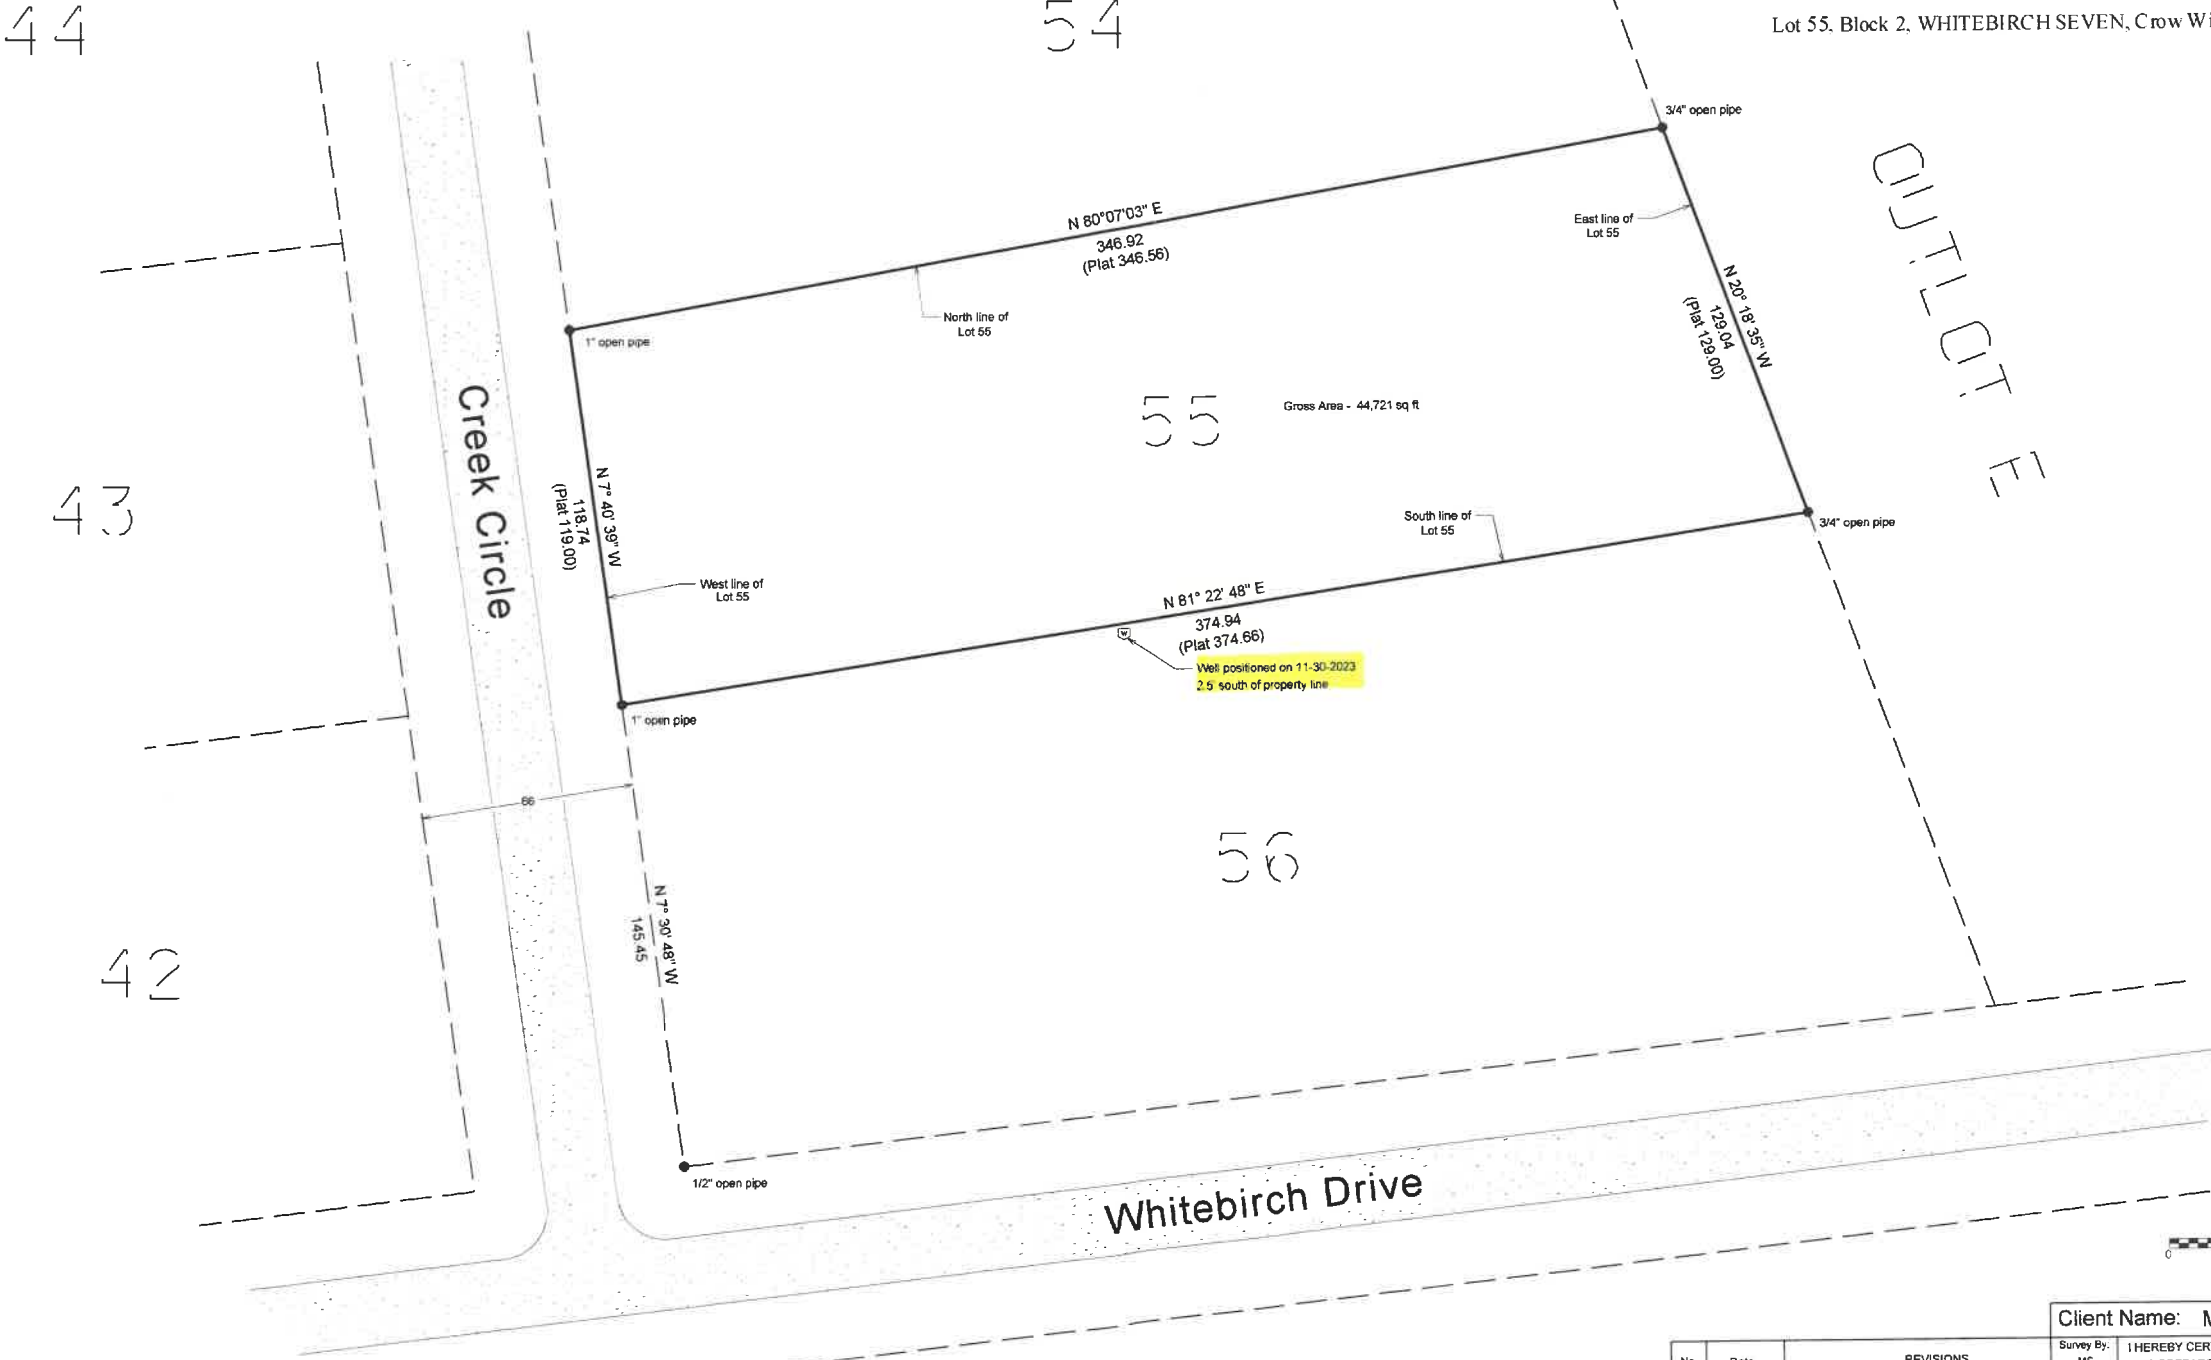 44
54
Lot 55, Block 2, WHITEBIRCH SEVEN, Crow
3/4" open pipe
N 80°07'03" E
346.92
(Plat 346.56)
East line of
Lot 55
OUTLOT E
North line of
Lot 55
1" open pipe
N 20° 18' 35" W
129.04
(Plat 129.00)
55
Gross Area - 44,721 sq ft
Creek Circle
43
N 7° 40' 39" W
118.74
(Plat 119.00)
South line of
Lot 55
3/4" open pipe
West line of
Lot 55
N 81° 22' 48" E
374.94
(Plat 374.66)
W
Well positioned on 11-30-2023
2.5' south of property line
1" open pipe
66
56
N 7° 30' 48" W
145.45
42
1/2" open pipe
Whitebirch Drive
0
Client Name:
Survey By:
I HEREBY
No.
Date
REVISIONS